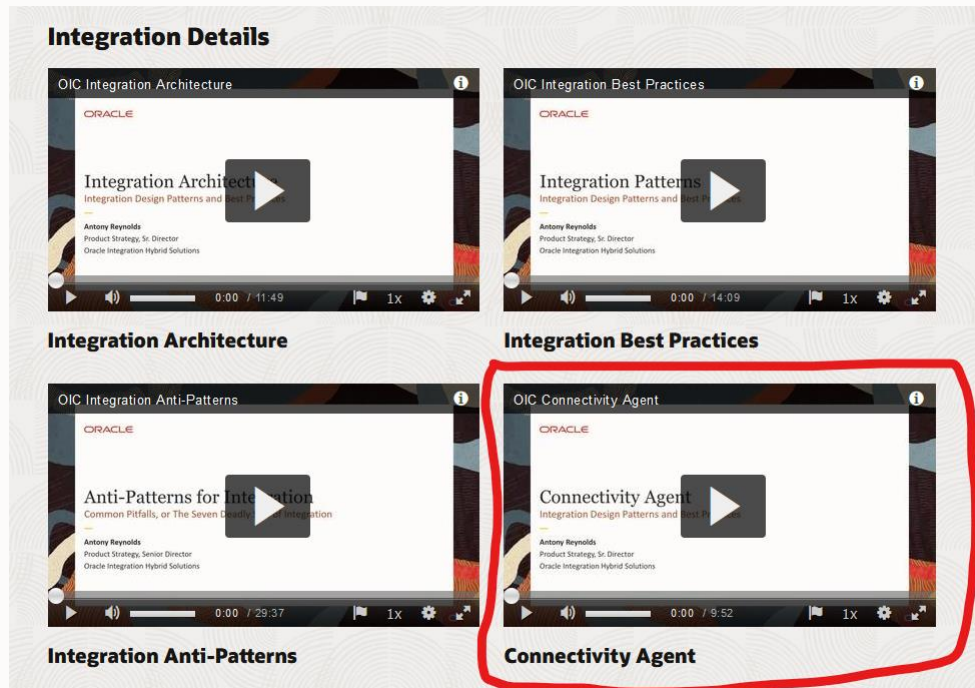 Integration Details
OIC Integration Architecture
ORACLE
Integration Architecture
Integration Design Patterns and Best Practices
Antony Reynolds
Product Strategy, Sr. Director
Oracle Integration Hybrid Solutions
0:00 / 11:49
1x
Integration Architecture
OIC Integration Best Practices
ORACLE
Integration Patterns
Integration Design Patterns and Best Practices
Antony Reynolds
Product Strategy, Sr. Director
Oracle Integration Hybrid Solutions
0:00 / 14:09
1x
Integration Best Practices
OIC Integration Anti-Patterns
ORACLE
Anti-Patterns for Integration
Common Pitfalls, or The Seven Deadly of Integration
Antony Reynolds
Product Strategy, Senior Director
Oracle Integration Hybrid Solutions
0:00 / 29:37
1x
Integration Anti-Patterns
OIC Connectivity Agent
ORACLE
Connectivity Agent
Integration Design Patterns and Best Practices
Antony Reynolds
Product Strategy, Sr. Director
Oracle Integration Hybrid Solutions
0:00 / 9:52
1x
Connectivity Agent